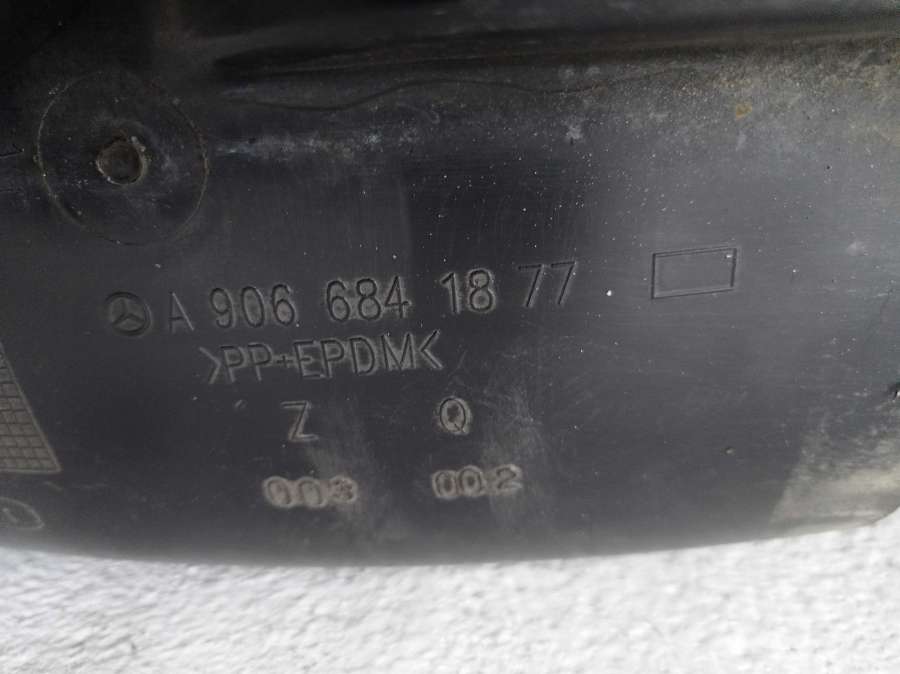 A 906 684 18 77
>PP+EPDM<
Z Q
003 002